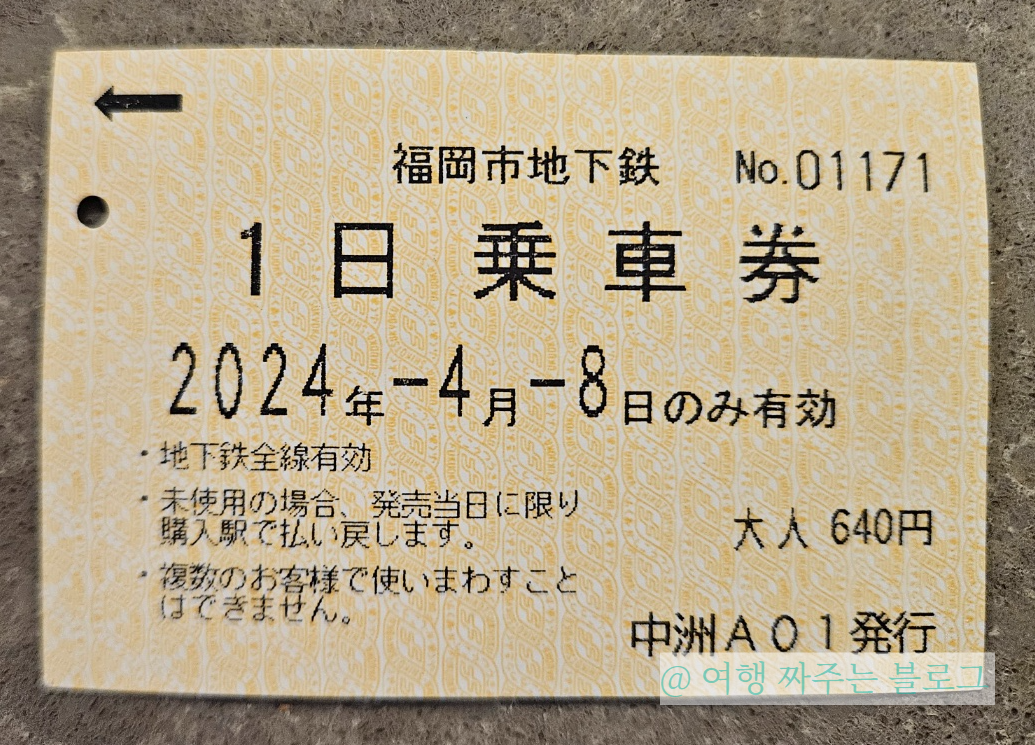 福岡市地下鉄 No.01171
1日 乗車券
2024年-4月-8日のみ有効
・地下鉄全線有効
・未使用の場合、発売当日に限り
購入駅で払い戻します。
大人 640円
・複数のお客様で使いまわすこと
はできません。
中洲A01発行
@ 여행 짜주는 블로그